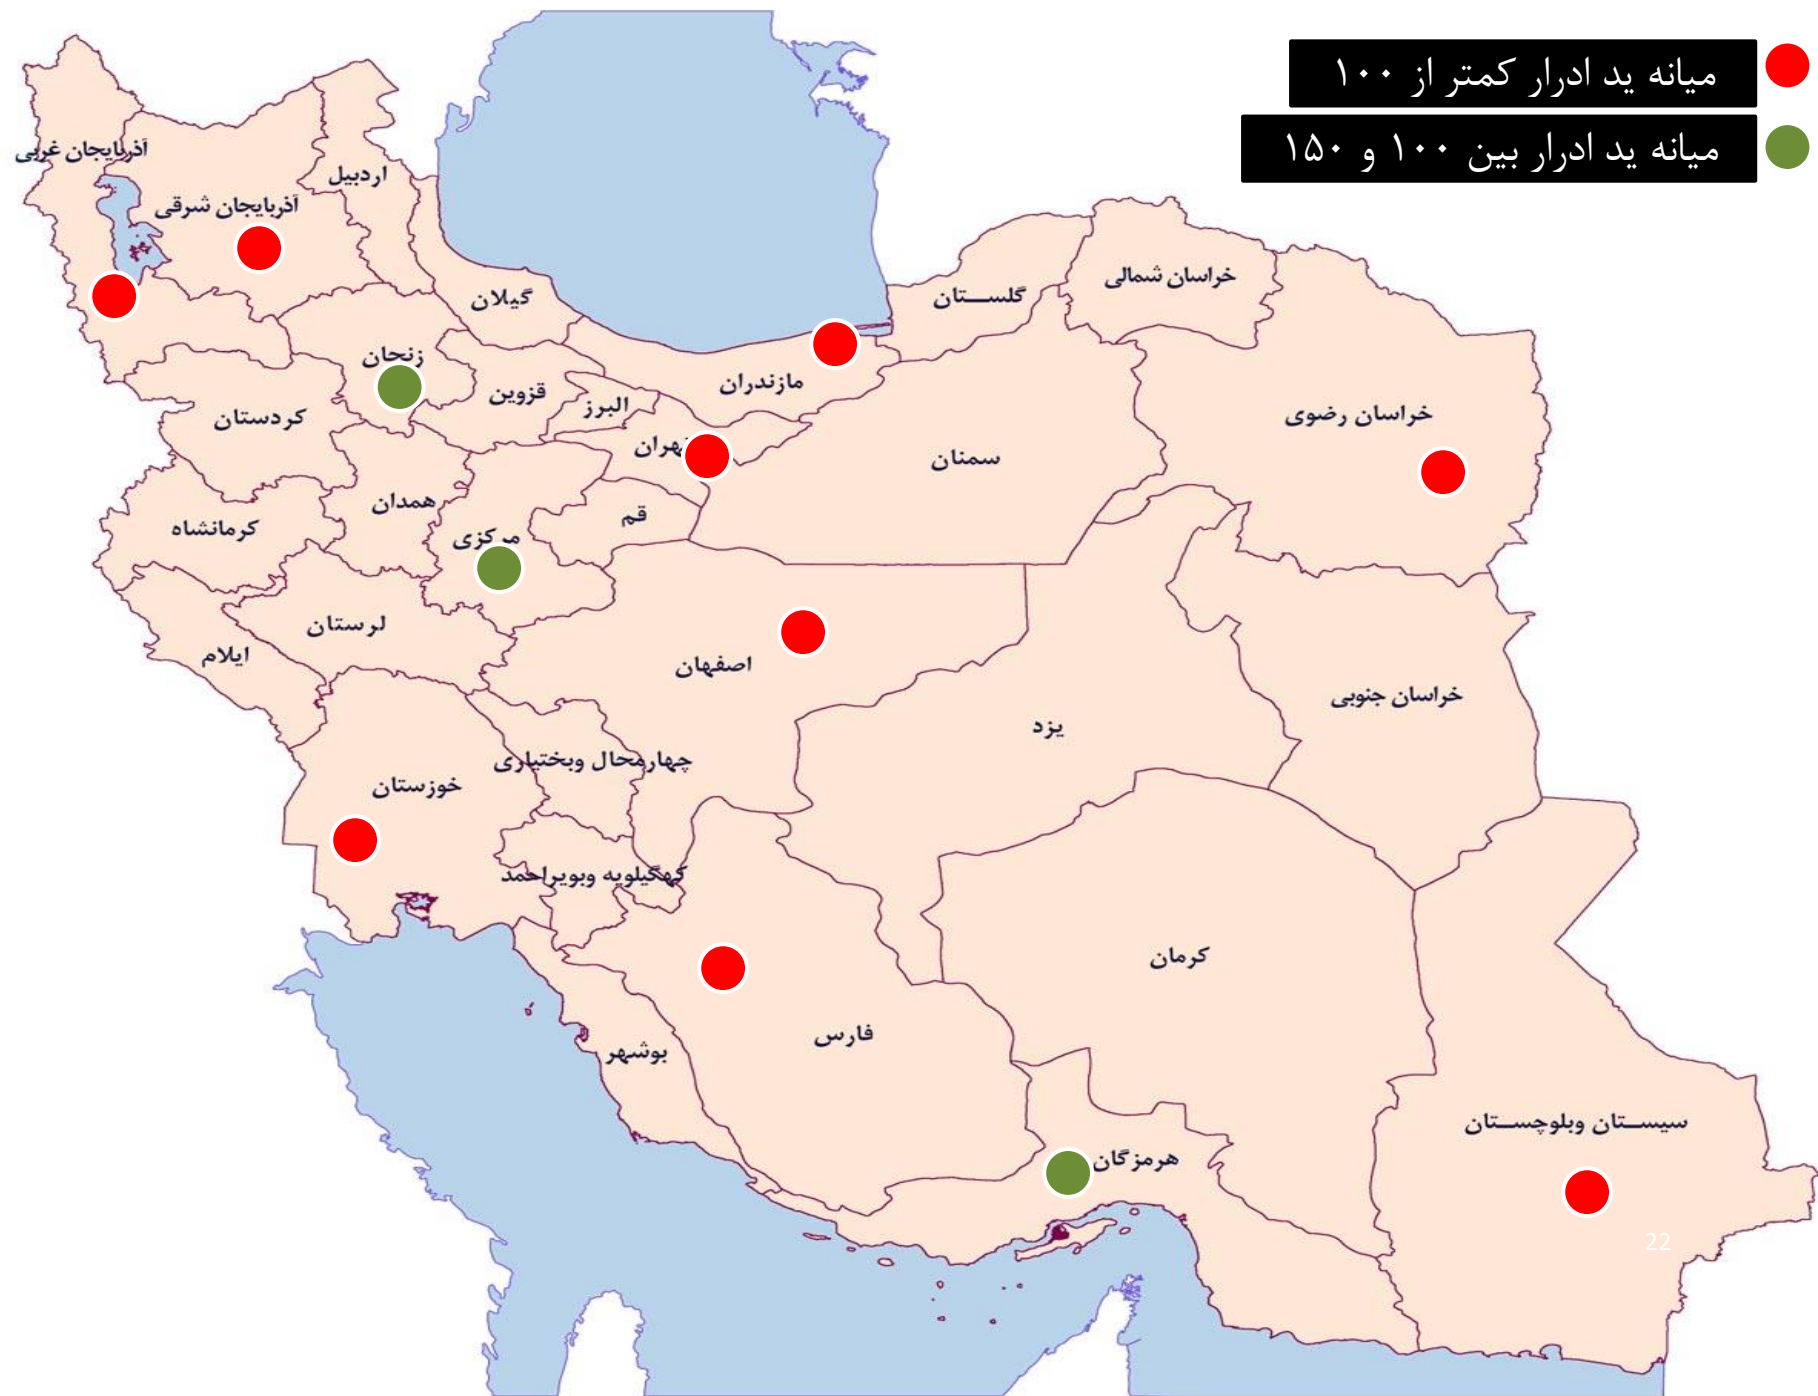 میانه ید ادرار کمتر از ۱۰۰
میانه ید ادرار بین ۱۰۰ و ۱۵۰
آذربایجان غربی
اردبیل
آذربایجان شرقی
گیلان
گلستان
خراسان شمالی
زنجان
قزوین
البرز
مازندران
کردستان
تهران
سمنان
خراسان رضوی
همدان
کرمانشاه
مرکزی
قم
لرستان
ایلام
اصفهان
خراسان جنوبی
یزد
چهارمحال وبختیاری
خوزستان
کهگیلویه وبویراحمد
کرمان
فارس
بوشهر
هرمزگان
سیستان وبلوچستان
22